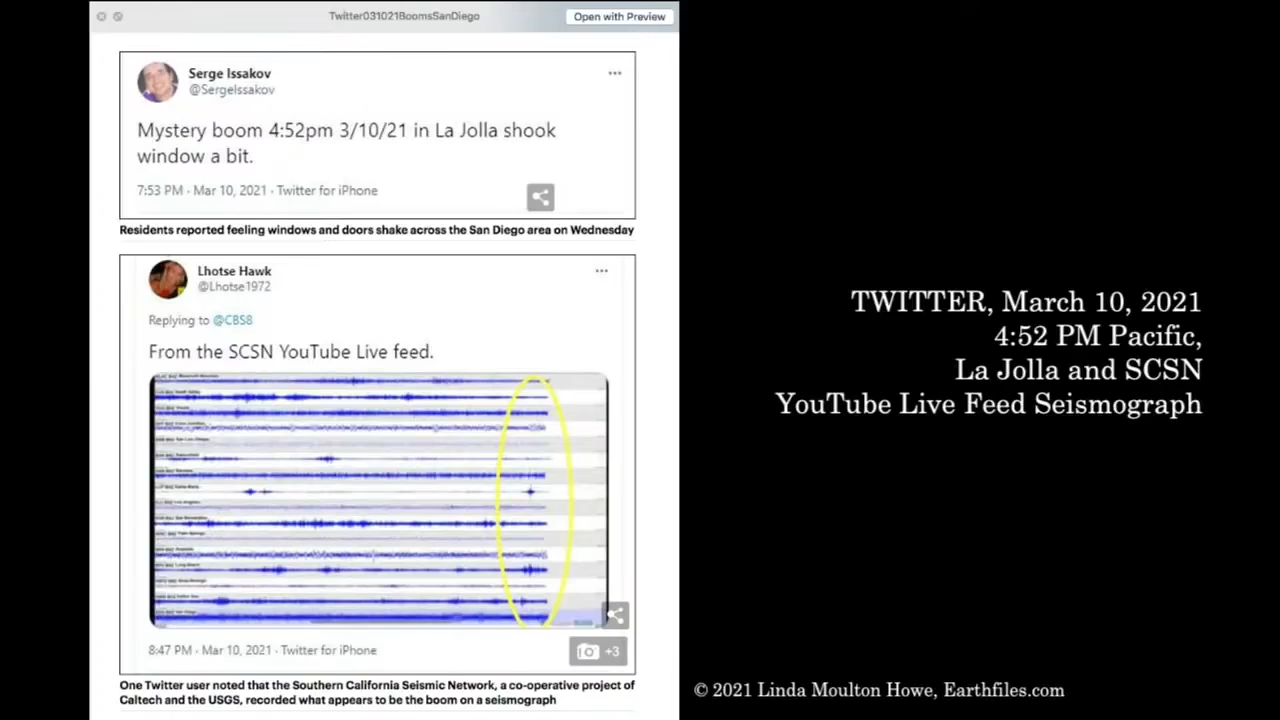 Twitter031021BoomsSanDiego
Open with Preview
Serge Issakov
@SergeIssakov
Mystery boom 4:52pm 3/10/21 in La Jolla shook
window a bit.
7:53 PM · Mar 10, 2021 · Twitter for iPhone
Residents reported feeling windows and doors shake across the San Diego area on Wednesday
Lhotse Hawk
@Lhotse1972
Replying to @CBS8
From the SCSN YouTube Live feed.
8:47 PM · Mar 10, 2021 · Twitter for iPhone
+3
One Twitter user noted that the Southern California Seismic Network, a co-operative project of
Caltech and the USGS, recorded what appears to be the boom on a seismograph
TWITTER, March 10, 2021
4:52 PM Pacific,
La Jolla and SCSN
YouTube Live Feed Seismograph
© 2021 Linda Moulton Howe, Earthfiles.com